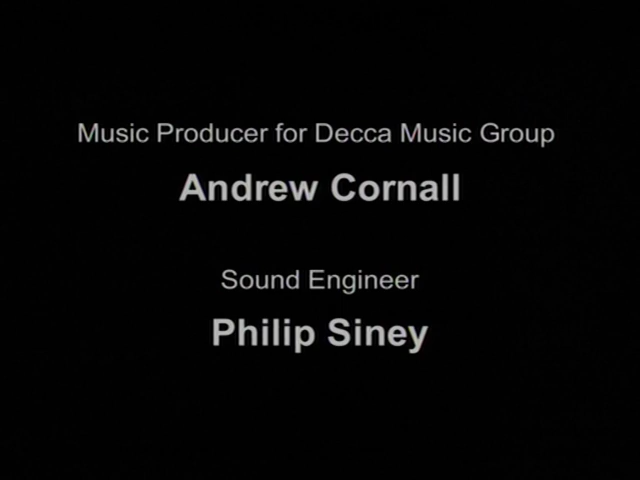 Music Producer for Decca Music Group
Andrew Cornall
Sound Engineer
Philip Siney